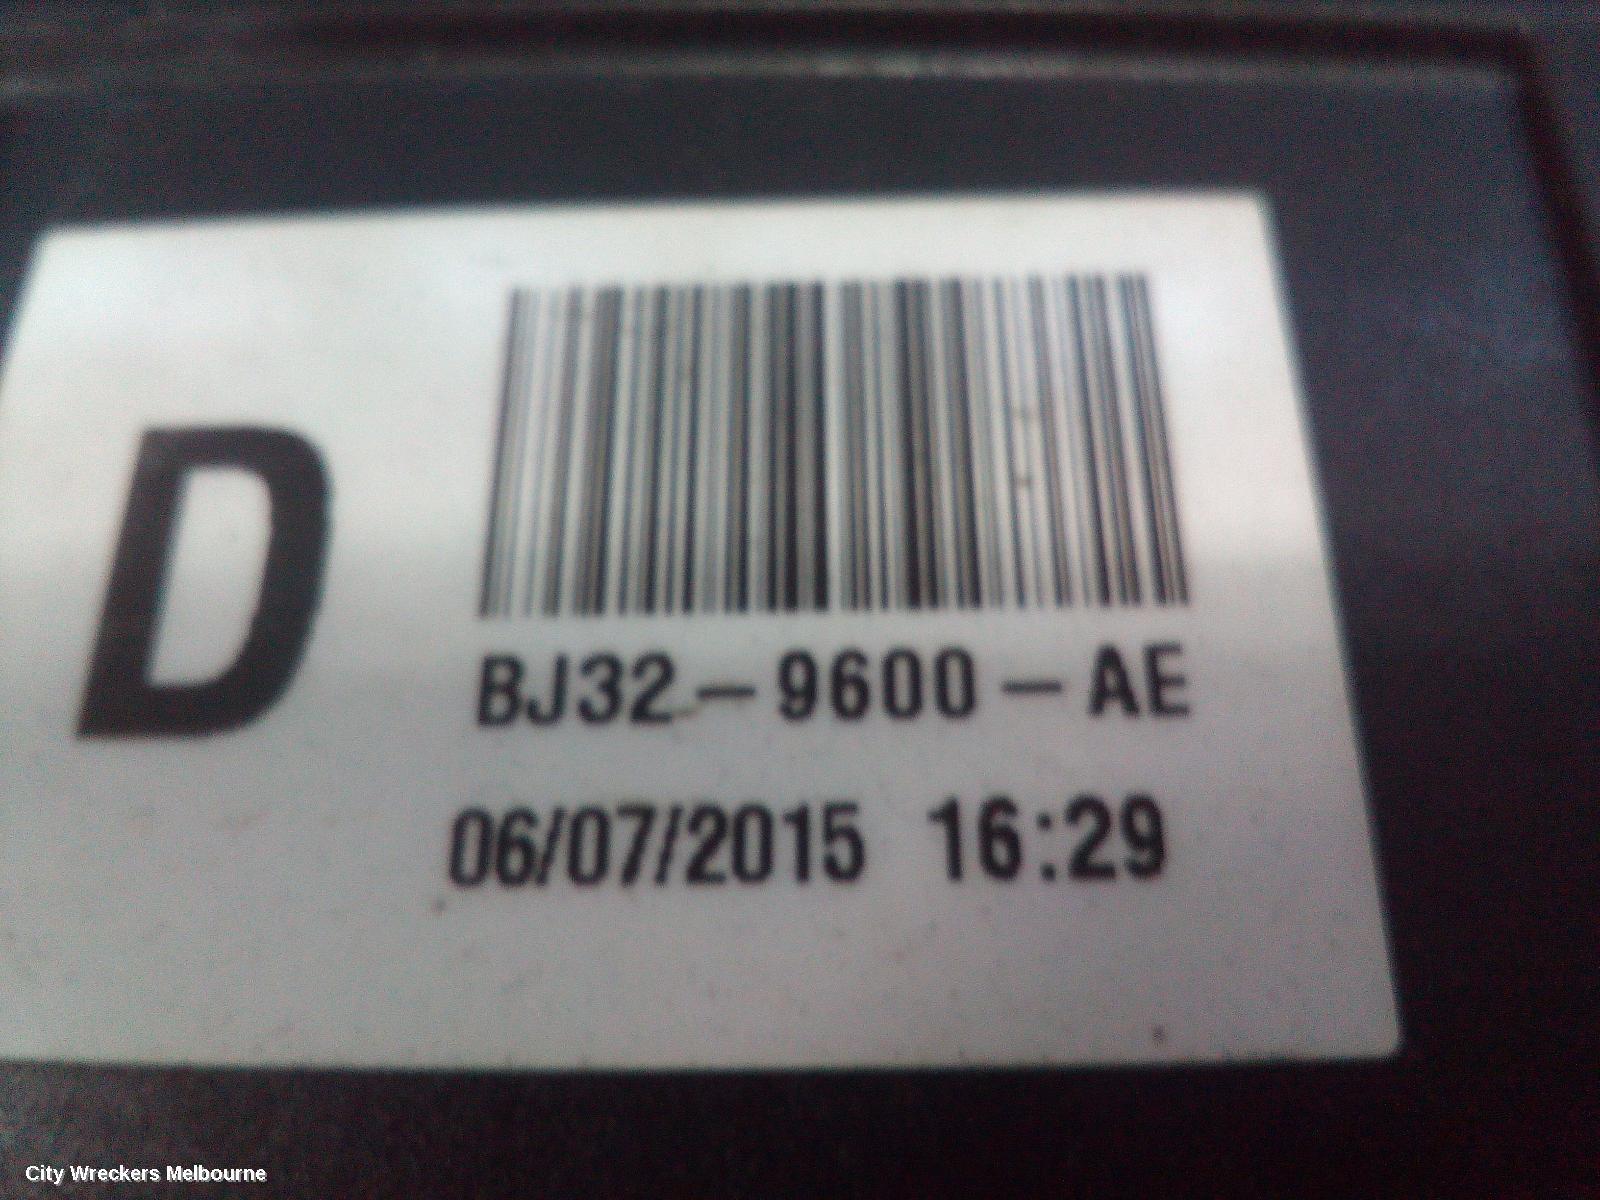 D
BJ32-9600-AE
06/07/2015 16:29
City Wreckers Melbourne